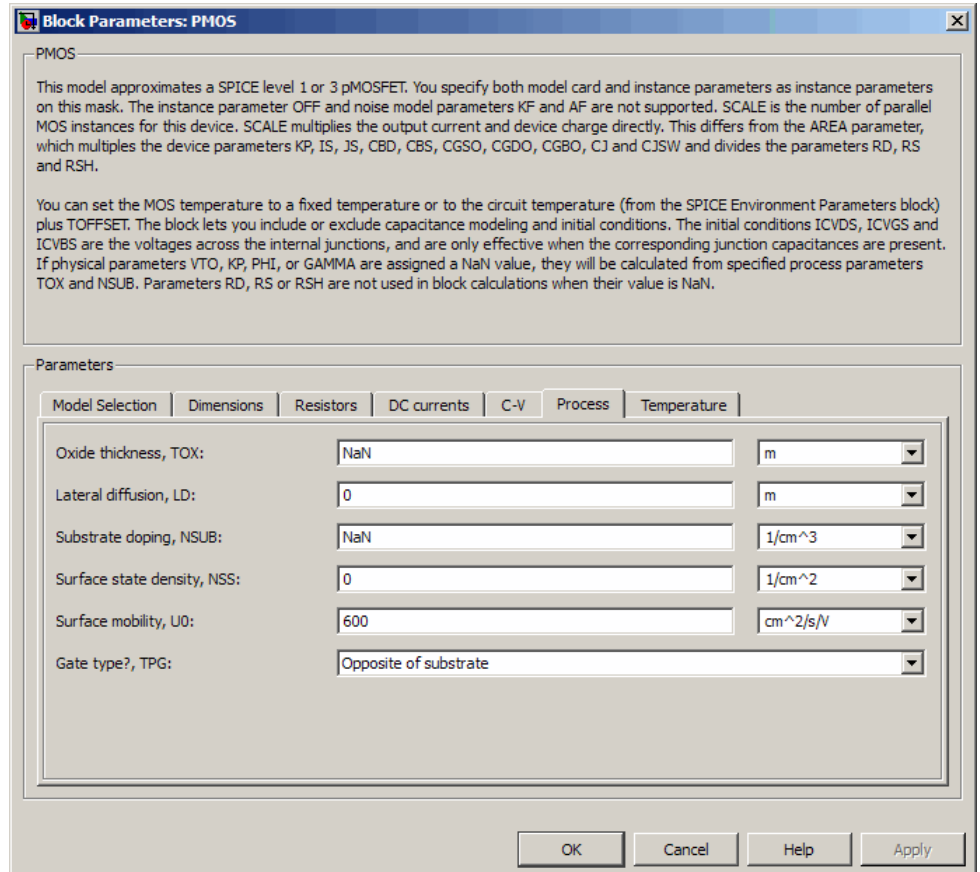 Block Parameters: PMOS
PMOS
This model approximates a SPICE level 1 or 3 pMOSFET. You specify both model card and instance parameters as instance parameters
on this mask. The instance parameter OFF and noise model parameters KF and AF are not supported. SCALE is the number of parallel
MOS instances for this device. SCALE multiplies the output current and device charge directly. This differs from the AREA parameter,
which multiples the device parameters KP, IS, JS, CBD, CBS, CGSO, CGDO, CGBO, CJ and CJSW and divides the parameters RD, RS
and RSH.
You can set the MOS temperature to a fixed temperature or to the circuit temperature (from the SPICE Environment Parameters block)
plus TOFFSET. The block lets you include or exclude capacitance modeling and initial conditions. The initial conditions ICVDS, ICVGS and
ICVBS are the voltages across the internal junctions, and are only effective when the corresponding junction capacitances are present.
If physical parameters VTO, KP, PHI, or GAMMA are assigned a NaN value, they will be calculated from specified process parameters
TOX and NSUB. Parameters RD, RS or RSH are not used in block calculations when their value is NaN.
Parameters
Model Selection Dimensions Resistors DC currents C-V Process Temperature
Oxide thickness, TOX: NaN m
Lateral diffusion, LD: 0 m
Substrate doping, NSUB: NaN 1/cm^3
Surface state density, NSS: 0 1/cm^2
Surface mobility, U0: 600 cm^2/s/V
Gate type?, TPG: Opposite of substrate
OK Cancel Help Apply